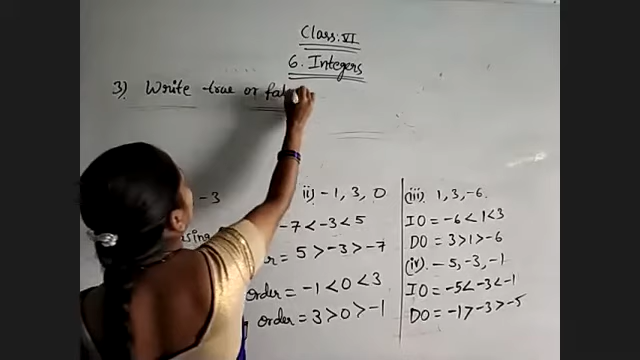 Class: VI
6. Integers
3) Write true or fal
-3
ii) -1, 3, 0
-7 < -3 < 5
5 > -3 > -7
order = -1 < 0 < 3
order = 3 > 0 > -1
(iii) 1, 3, -6.
IO = -6 < 1 < 3
DO = 3 > 1 > -6
(iv) -5, -3, -1
IO = -5 < -3 < -1
DO = -1 > -3 > -5